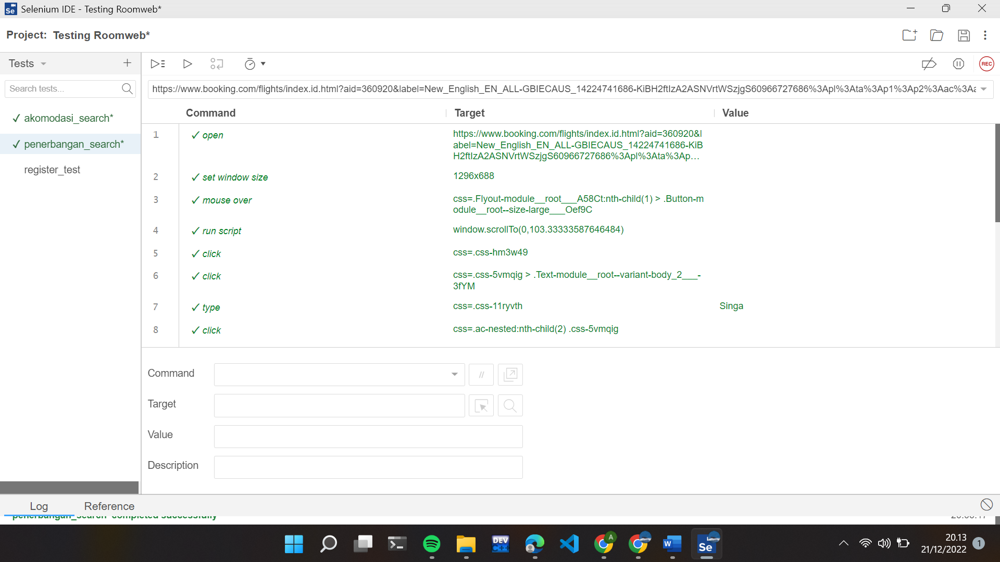 Selenium IDE - Testing Roomweb*
Project: Testing Roomweb*
Tests
Search tests...
✓ akomodasi_search*
✓ penerbangan_search*
register_test
REC
https://www.booking.com/flights/index.id.html?aid=360920&label=New_English_EN_ALL-GBIECAUS_14224741686-KiBH2ftIzA2ASNVrtWSzjgS60966727686%3Apl%3Ata%3Ap1%3Ap2%3Aac%3Aa
Command Target Value
1 ✓ open https://www.booking.com/flights/index.id.html?aid=360920&l
abel=New_English_EN_ALL-GBIECAUS_14224741686-KiB
H2ftIzA2ASNVrtWSzjgS60966727686%3Apl%3Ata%3Ap...
2 ✓ set window size 1296x688
3 ✓ mouse over css=.Flyout-module__root___A58Ct:nth-child(1) > .Button-m
odule__root--size-large___Oef9C
4 ✓ run script window.scrollTo(0,103.33333587646484)
5 ✓ click css=.css-hm3w49
6 ✓ click css=.css-5vmqig > .Text-module__root--variant-body_2___-
3fYM
7 ✓ type css=.css-11ryvth Singa
8 ✓ click css=.ac-nested:nth-child(2) .css-5vmqig
Command //
Target
Value
Description
Log Reference
penerbangan_search completed successfully
DEV C++
A
W
Se
20.13
21/12/2022
1